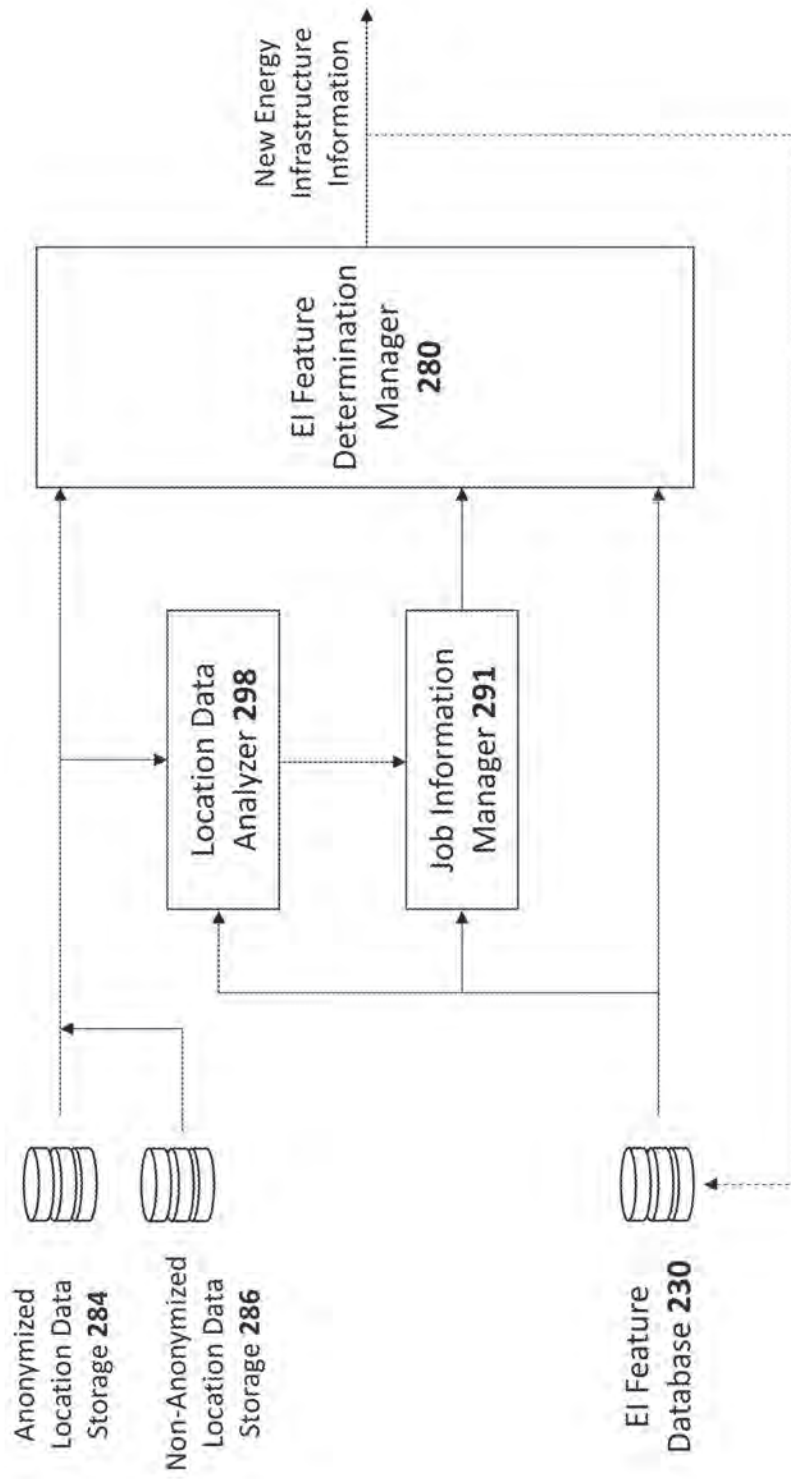 Anonymized
Location Data
Storage 284
Non-Anonymized
Location Data
Storage 286
EI Feature
Database 230
Location Data
Analyzer 298
Job Information
Manager 291
EI Feature
Determination
Manager
280
New Energy
Infrastructure
Information